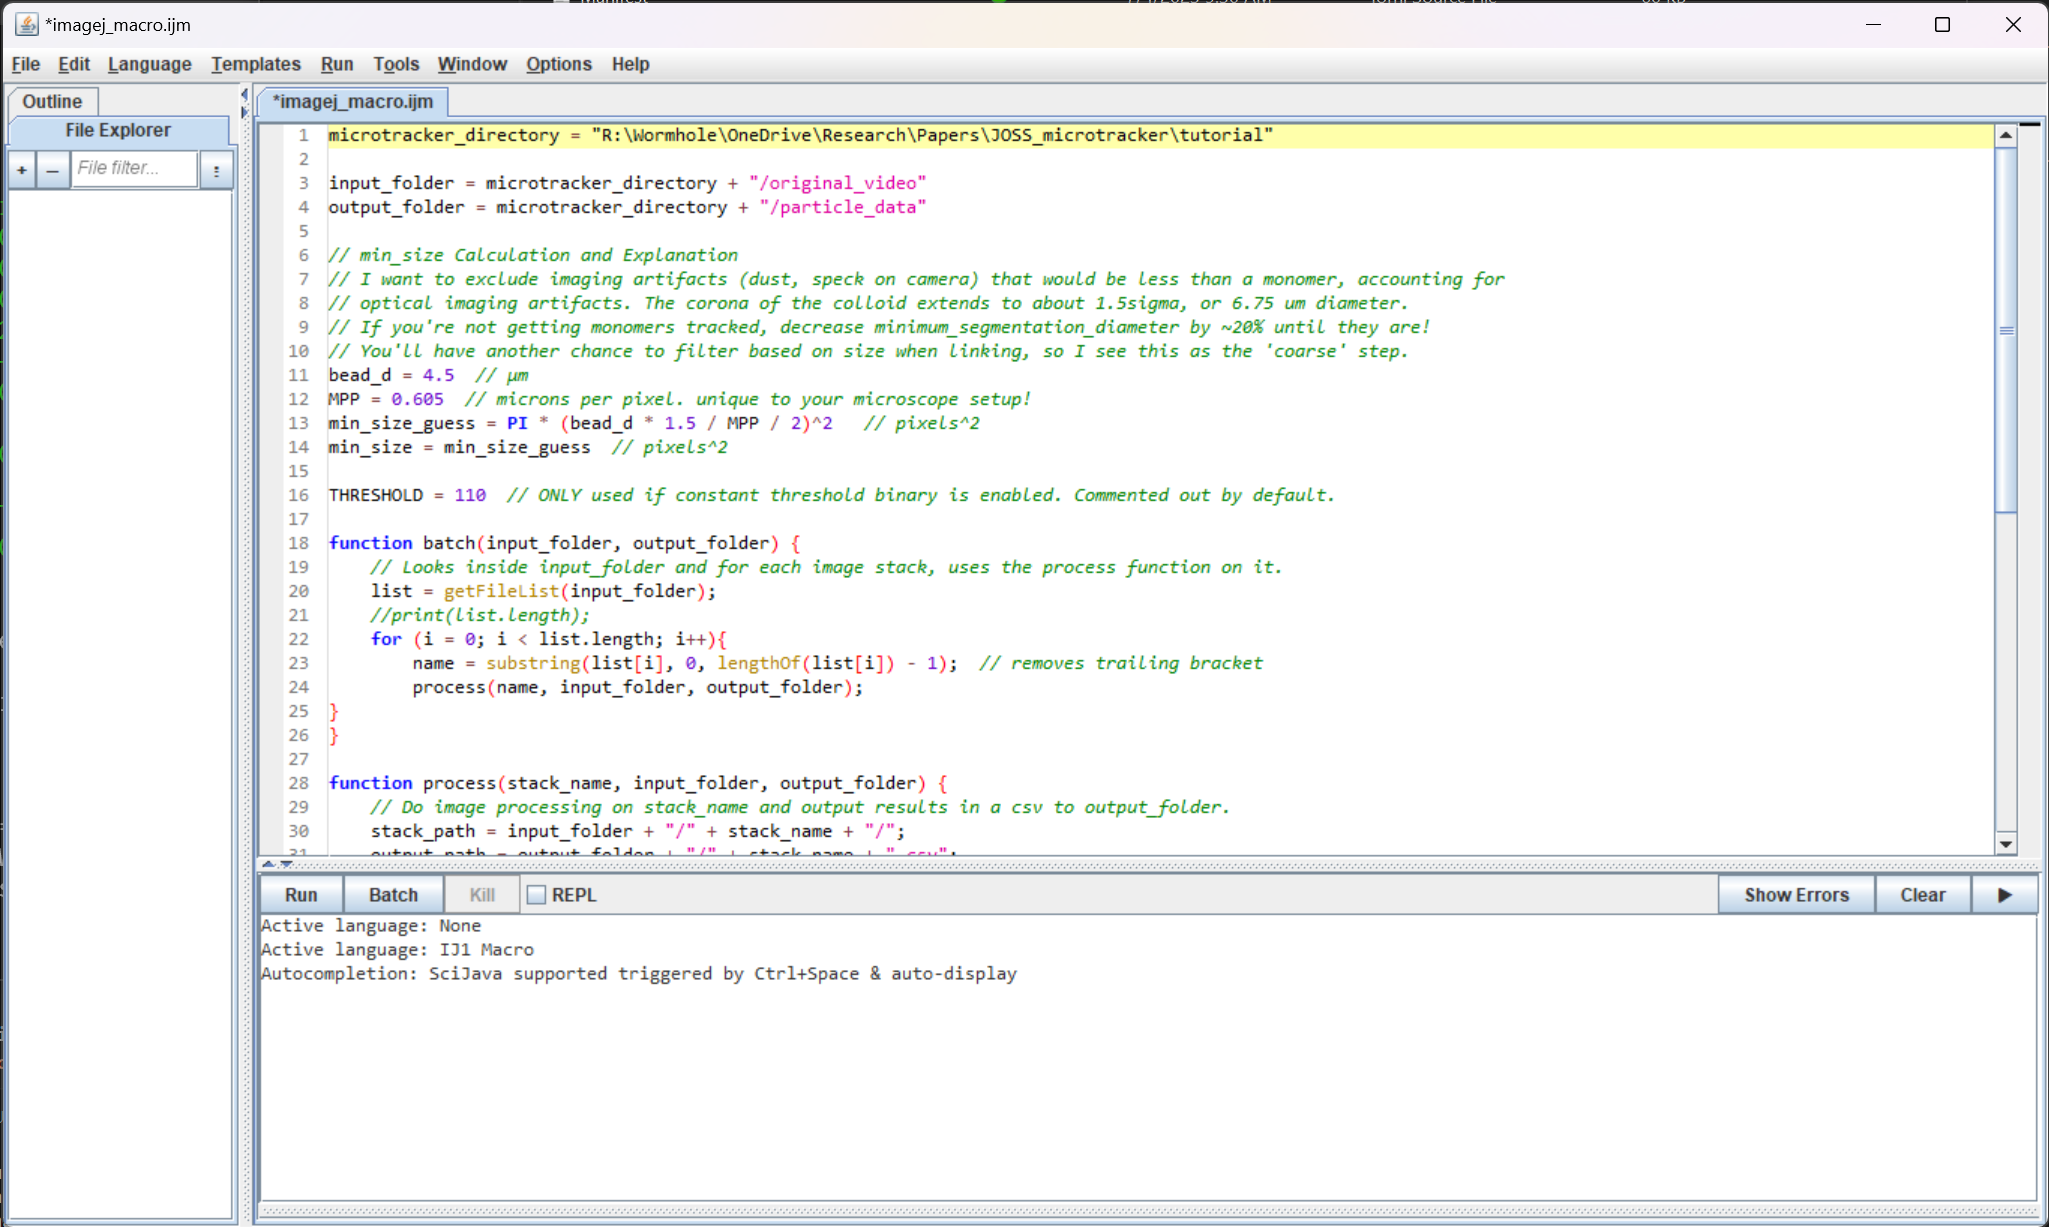 *imagej_macro.ijm
File Edit Language Templates Run Tools Window Options Help
Outline
File Explorer
+ – File filter...
*imagej_macro.ijm
1 microtracker_directory = "R:\Wormhole\OneDrive\Research\Papers\JOSS_microtracker\tutorial"
2
3 input_folder = microtracker_directory + "/original_video"
4 output_folder = microtracker_directory + "/particle_data"
5
6 // min_size Calculation and Explanation
7 // I want to exclude imaging artifacts (dust, speck on camera) that would be less than a monomer, accounting for
8 // optical imaging artifacts. The corona of the colloid extends to about 1.5sigma, or 6.75 um diameter.
9 // If you're not getting monomers tracked, decrease minimum_segmentation_diameter by ~20% until they are!
10 // You'll have another chance to filter based on size when linking, so I see this as the 'coarse' step.
11 bead_d = 4.5  // μm
12 MPP = 0.605  // microns per pixel. unique to your microscope setup!
13 min_size_guess = PI * (bead_d * 1.5 / MPP / 2)^2   // pixels^2
14 min_size = min_size_guess  // pixels^2
15
16 THRESHOLD = 110  // ONLY used if constant threshold binary is enabled. Commented out by default.
17
18 function batch(input_folder, output_folder) {
19     // Looks inside input_folder and for each image stack, uses the process function on it.
20     list = getFileList(input_folder);
21     //print(list.length);
22     for (i = 0; i < list.length; i++){
23         name = substring(list[i], 0, lengthOf(list[i]) - 1);  // removes trailing bracket
24         process(name, input_folder, output_folder);
25 }
26 }
27
28 function process(stack_name, input_folder, output_folder) {
29     // Do image processing on stack_name and output results in a csv to output_folder.
30     stack_path = input_folder + "/" + stack_name + "/";
31     output_path = output_folder + "/" + stack_name + ".csv";
Run Batch Kill REPL Show Errors Clear
Active language: None
Active language: IJ1 Macro
Autocompletion: SciJava supported triggered by Ctrl+Space & auto-display